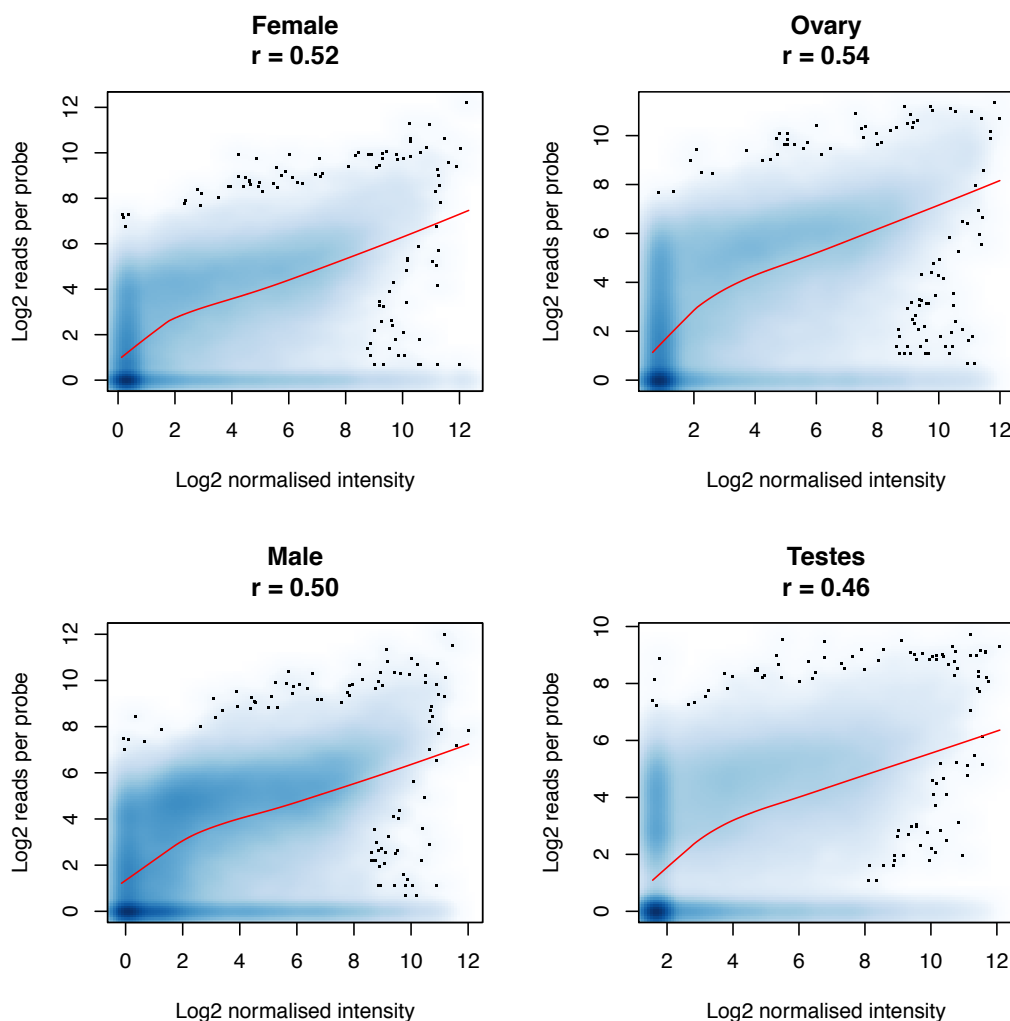 Female
r = 0.52
Log2 reads per probe
0 2 4 6 8 10 12
0 2 4 6 8 10 12
Log2 normalised intensity
Ovary
r = 0.54
Log2 reads per probe
0 2 4 6 8 10
2 4 6 8 10 12
Log2 normalised intensity
Male
r = 0.50
Log2 reads per probe
0 2 4 6 8 10 12
0 2 4 6 8 10 12
Log2 normalised intensity
Testes
r = 0.46
Log2 reads per probe
0 2 4 6 8 10
2 4 6 8 10 12
Log2 normalised intensity